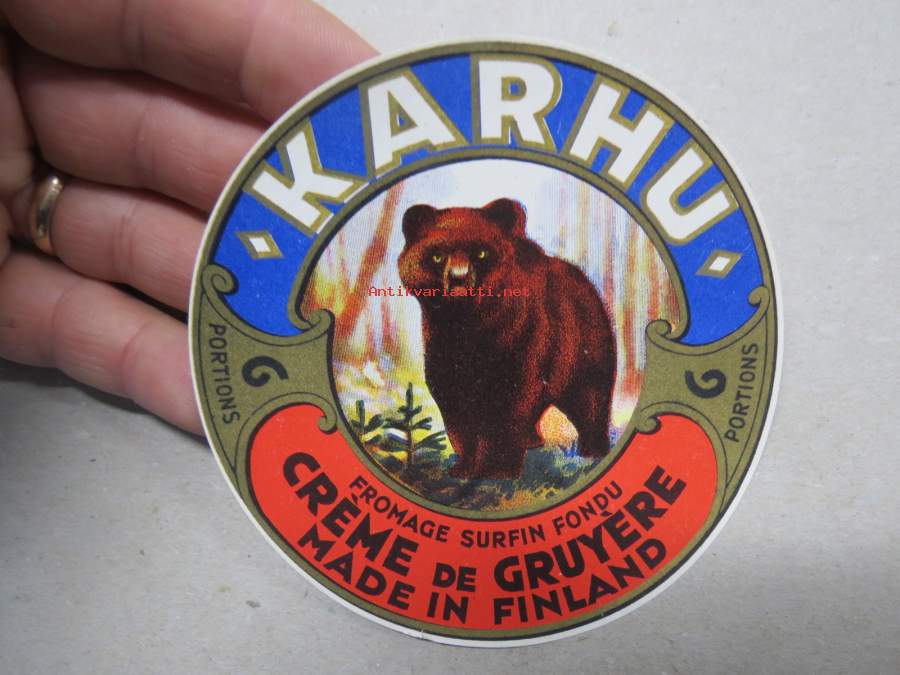 KARHU
Antikvariaatti.net
6 PORTIONS
6 PORTIONS
FROMAGE SURFIN FONDU
CRÈME DE GRUYÈRE
MADE IN FINLAND